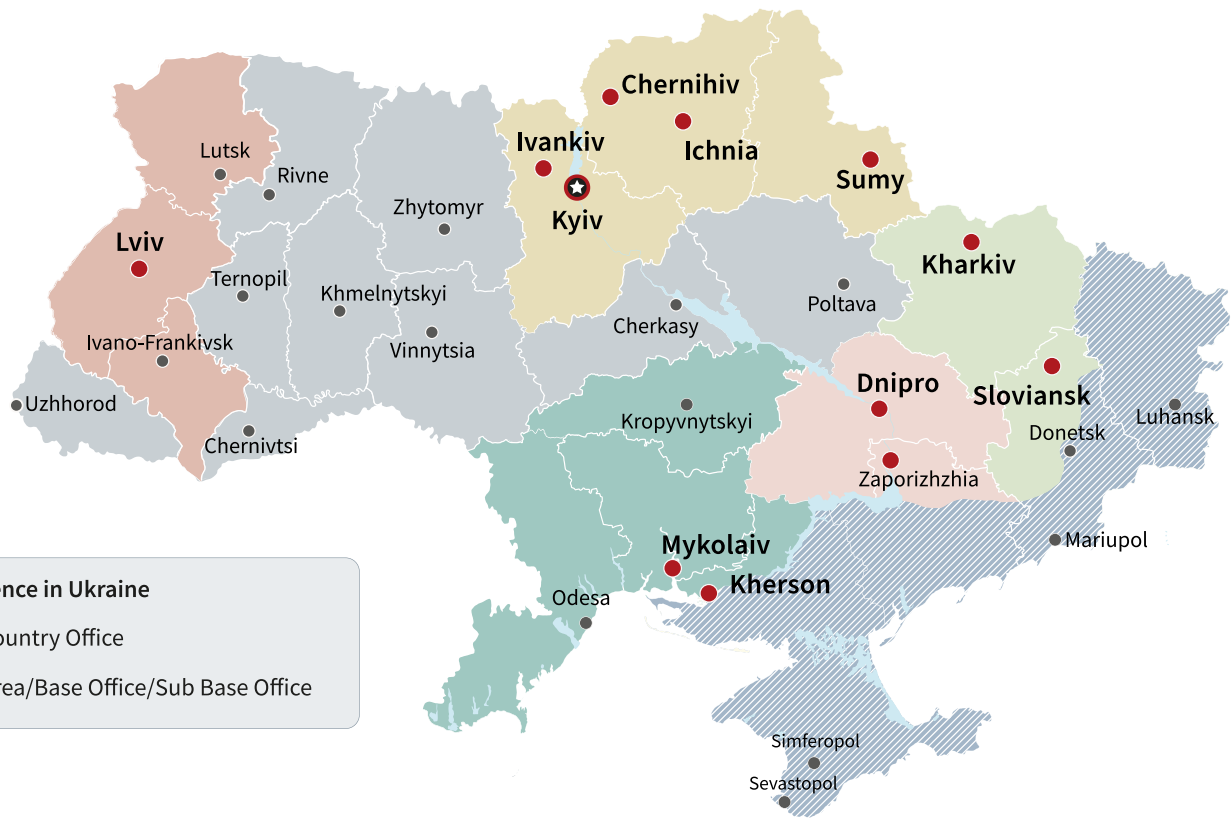 Chernihiv
Ivankiv
Ichnia
Lutsk
Rivne
Sumy
Zhytomyr
Kyiv
Lviv
Kharkiv
Ternopil
Khmelnytskyi
Poltava
Cherkasy
Ivano-Frankivsk
Vinnytsia
Dnipro
Sloviansk
Uzhhorod
Kropyvnytskyi
Luhansk
Donetsk
Chernivtsi
Zaporizhzhia
Mariupol
Mykolaiv
Kherson
Odesa
ence in Ukraine
ountry Office
rea/Base Office/Sub Base Office
Simferopol
Sevastopol